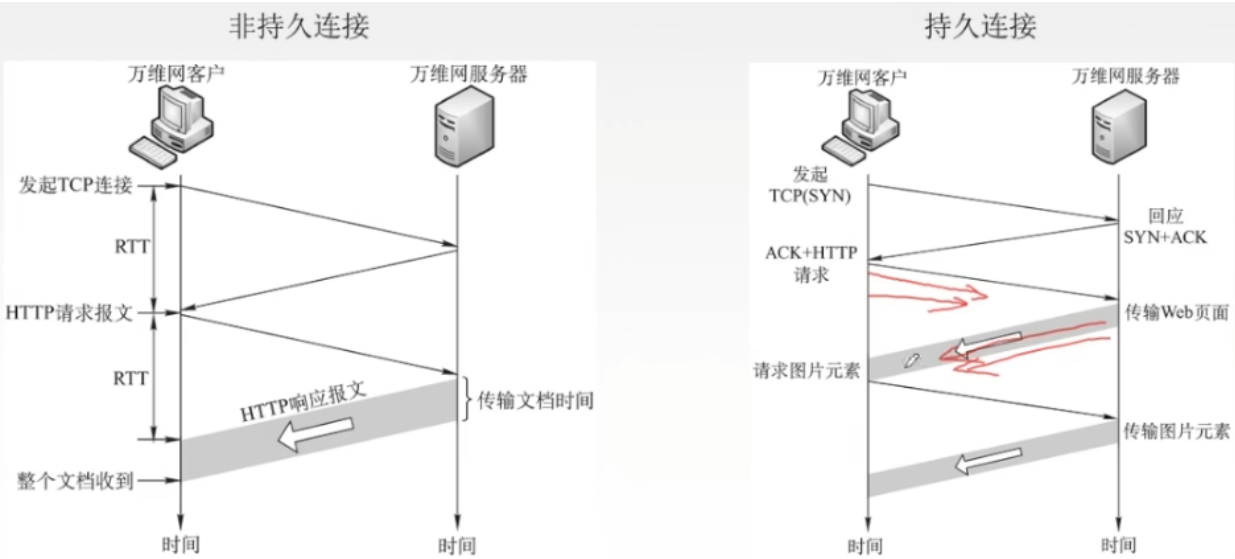 非持久连接
万维网客户
万维网服务器
发起TCP连接
RTT
HTTP请求报文
RTT
HTTP响应报文
传输文档时间
整个文档收到
时间
时间
持久连接
万维网客户
万维网服务器
发起
TCP(SYN)
回应
SYN+ACK
ACK+HTTP
请求
传输Web页面
请求图片元素
传输图片元素
时间
时间